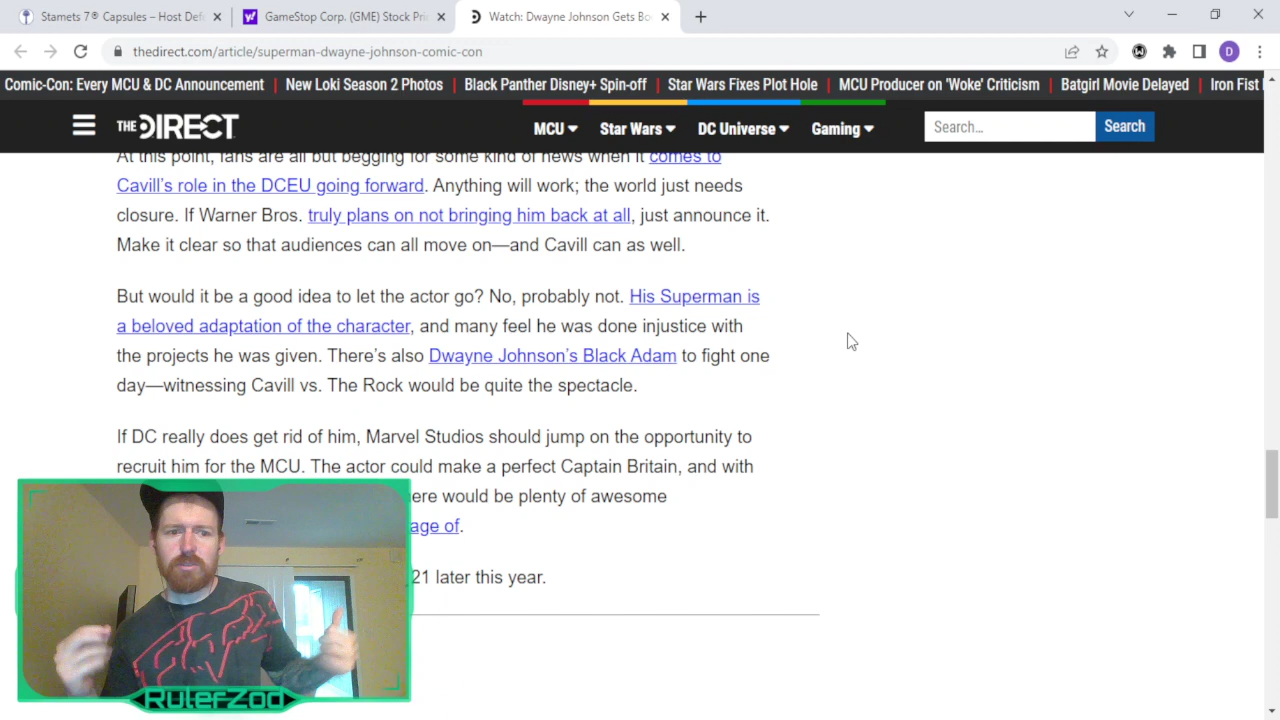 Stamets 7® Capsules – Host Def
GameStop Corp. (GME) Stock Pri
Watch: Dwayne Johnson Gets Bo
thedirect.com/article/superman-dwayne-johnson-comic-con
D
Comic-Con: Every MCU & DC Announcement | New Loki Season 2 Photos | Black Panther Disney+ Spin-off | Star Wars Fixes Plot Hole | MCU Producer on 'Woke' Criticism | Batgirl Movie Delayed | Iron Fist
THE DIRECT
MCU
Star Wars
DC Universe
Gaming
Search...
Search
At this point, fans are all but begging for some kind of news when it comes to
Cavill's role in the DCEU going forward. Anything will work; the world just needs
closure. If Warner Bros. truly plans on not bringing him back at all, just announce it.
Make it clear so that audiences can all move on—and Cavill can as well.
But would it be a good idea to let the actor go? No, probably not. His Superman is
a beloved adaptation of the character, and many feel he was done injustice with
the projects he was given. There's also Dwayne Johnson's Black Adam to fight one
day—witnessing Cavill vs. The Rock would be quite the spectacle.
If DC really does get rid of him, Marvel Studios should jump on the opportunity to
recruit him for the MCU. The actor could make a perfect Captain Britain, and with
ere would be plenty of awesome
age of.
21 later this year.
RulerZod